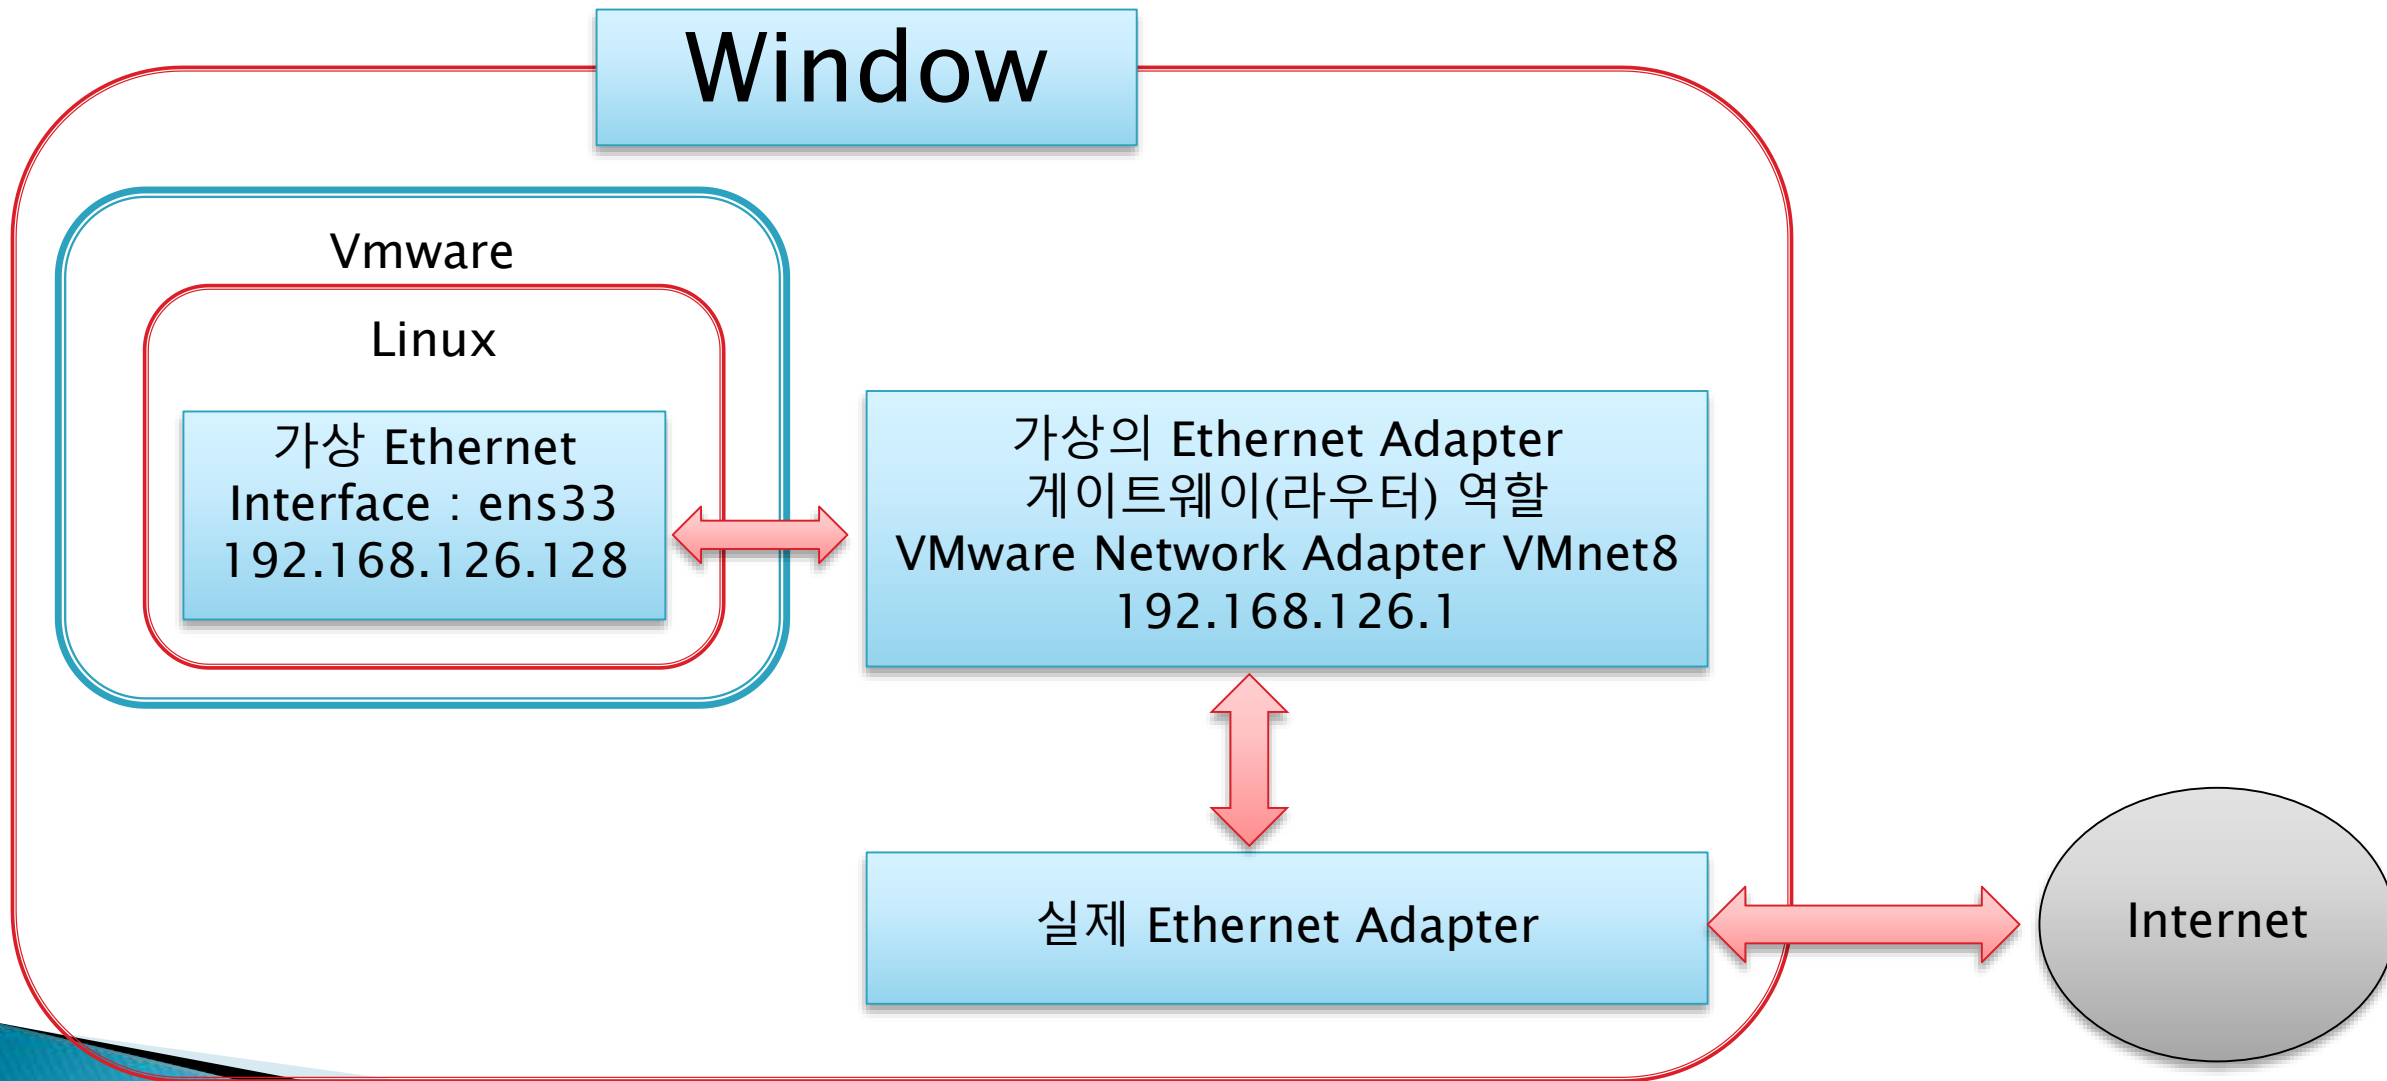 Window
Vmware
Linux
가상 Ethernet
Interface : ens33
192.168.126.128
가상의 Ethernet Adapter
게이트웨이(라우터) 역할
VMware Network Adapter VMnet8
192.168.126.1
실제 Ethernet Adapter
Internet